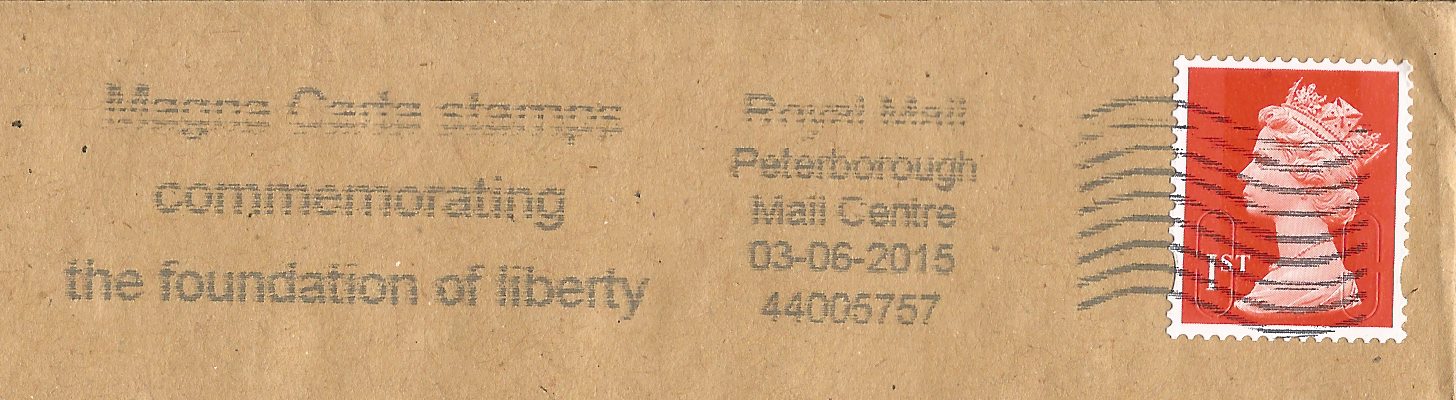 Magna Carta stamps
commemorating
the foundation of liberty
Royal Mail
Peterborough
Mail Centre
03-06-2015
44005757
1ST